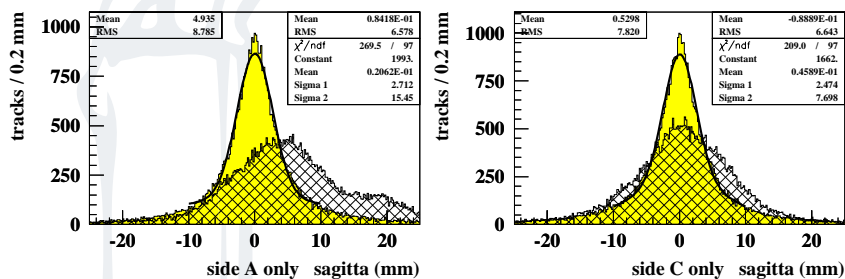 Mean 4.935
RMS 8.785
Mean 0.8418E-01
RMS 6.578
χ²/ndf 269.5 / 97
Constant 1993.
Mean 0.2062E-01
Sigma 1 2.712
Sigma 2 15.45
tracks / 0.2 mm
1000
750
500
250
0
-20 -10 0 10 20
side A only sagitta (mm)
Mean 0.5298
RMS 7.820
Mean -0.8889E-01
RMS 6.643
χ²/ndf 209.0 / 97
Constant 1662.
Mean 0.4589E-01
Sigma 1 2.474
Sigma 2 7.698
tracks / 0.2 mm
1000
750
500
250
0
-20 -10 0 10 20
side C only sagitta (mm)